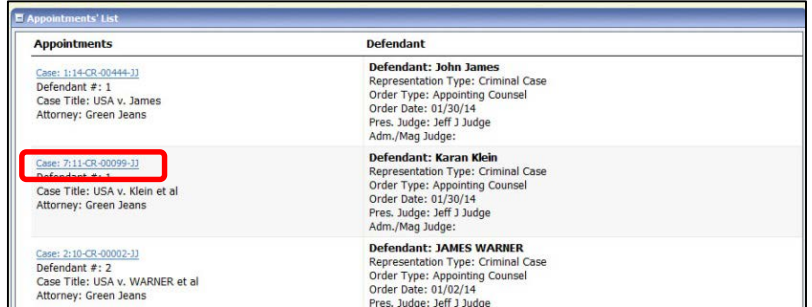 Appointments' List
Appointments Defendant
Case: 1:14-CR-00444-JJ
Defendant #: 1
Case Title: USA v. James
Attorney: Green Jeans
Defendant: John James
Representation Type: Criminal Case
Order Type: Appointing Counsel
Order Date: 01/30/14
Pres. Judge: Jeff J Judge
Adm./Mag Judge:
Case: 7:11-CR-00099-JJ
Defendant #: 1
Case Title: USA v. Klein et al
Attorney: Green Jeans
Defendant: Karan Klein
Representation Type: Criminal Case
Order Type: Appointing Counsel
Order Date: 01/30/14
Pres. Judge: Jeff J Judge
Adm./Mag Judge:
Case: 2:10-CR-00002-JJ
Defendant #: 2
Case Title: USA v. WARNER et al
Attorney: Green Jeans
Defendant: JAMES WARNER
Representation Type: Criminal Case
Order Type: Appointing Counsel
Order Date: 01/02/14
Pres. Judge: Jeff J Judge